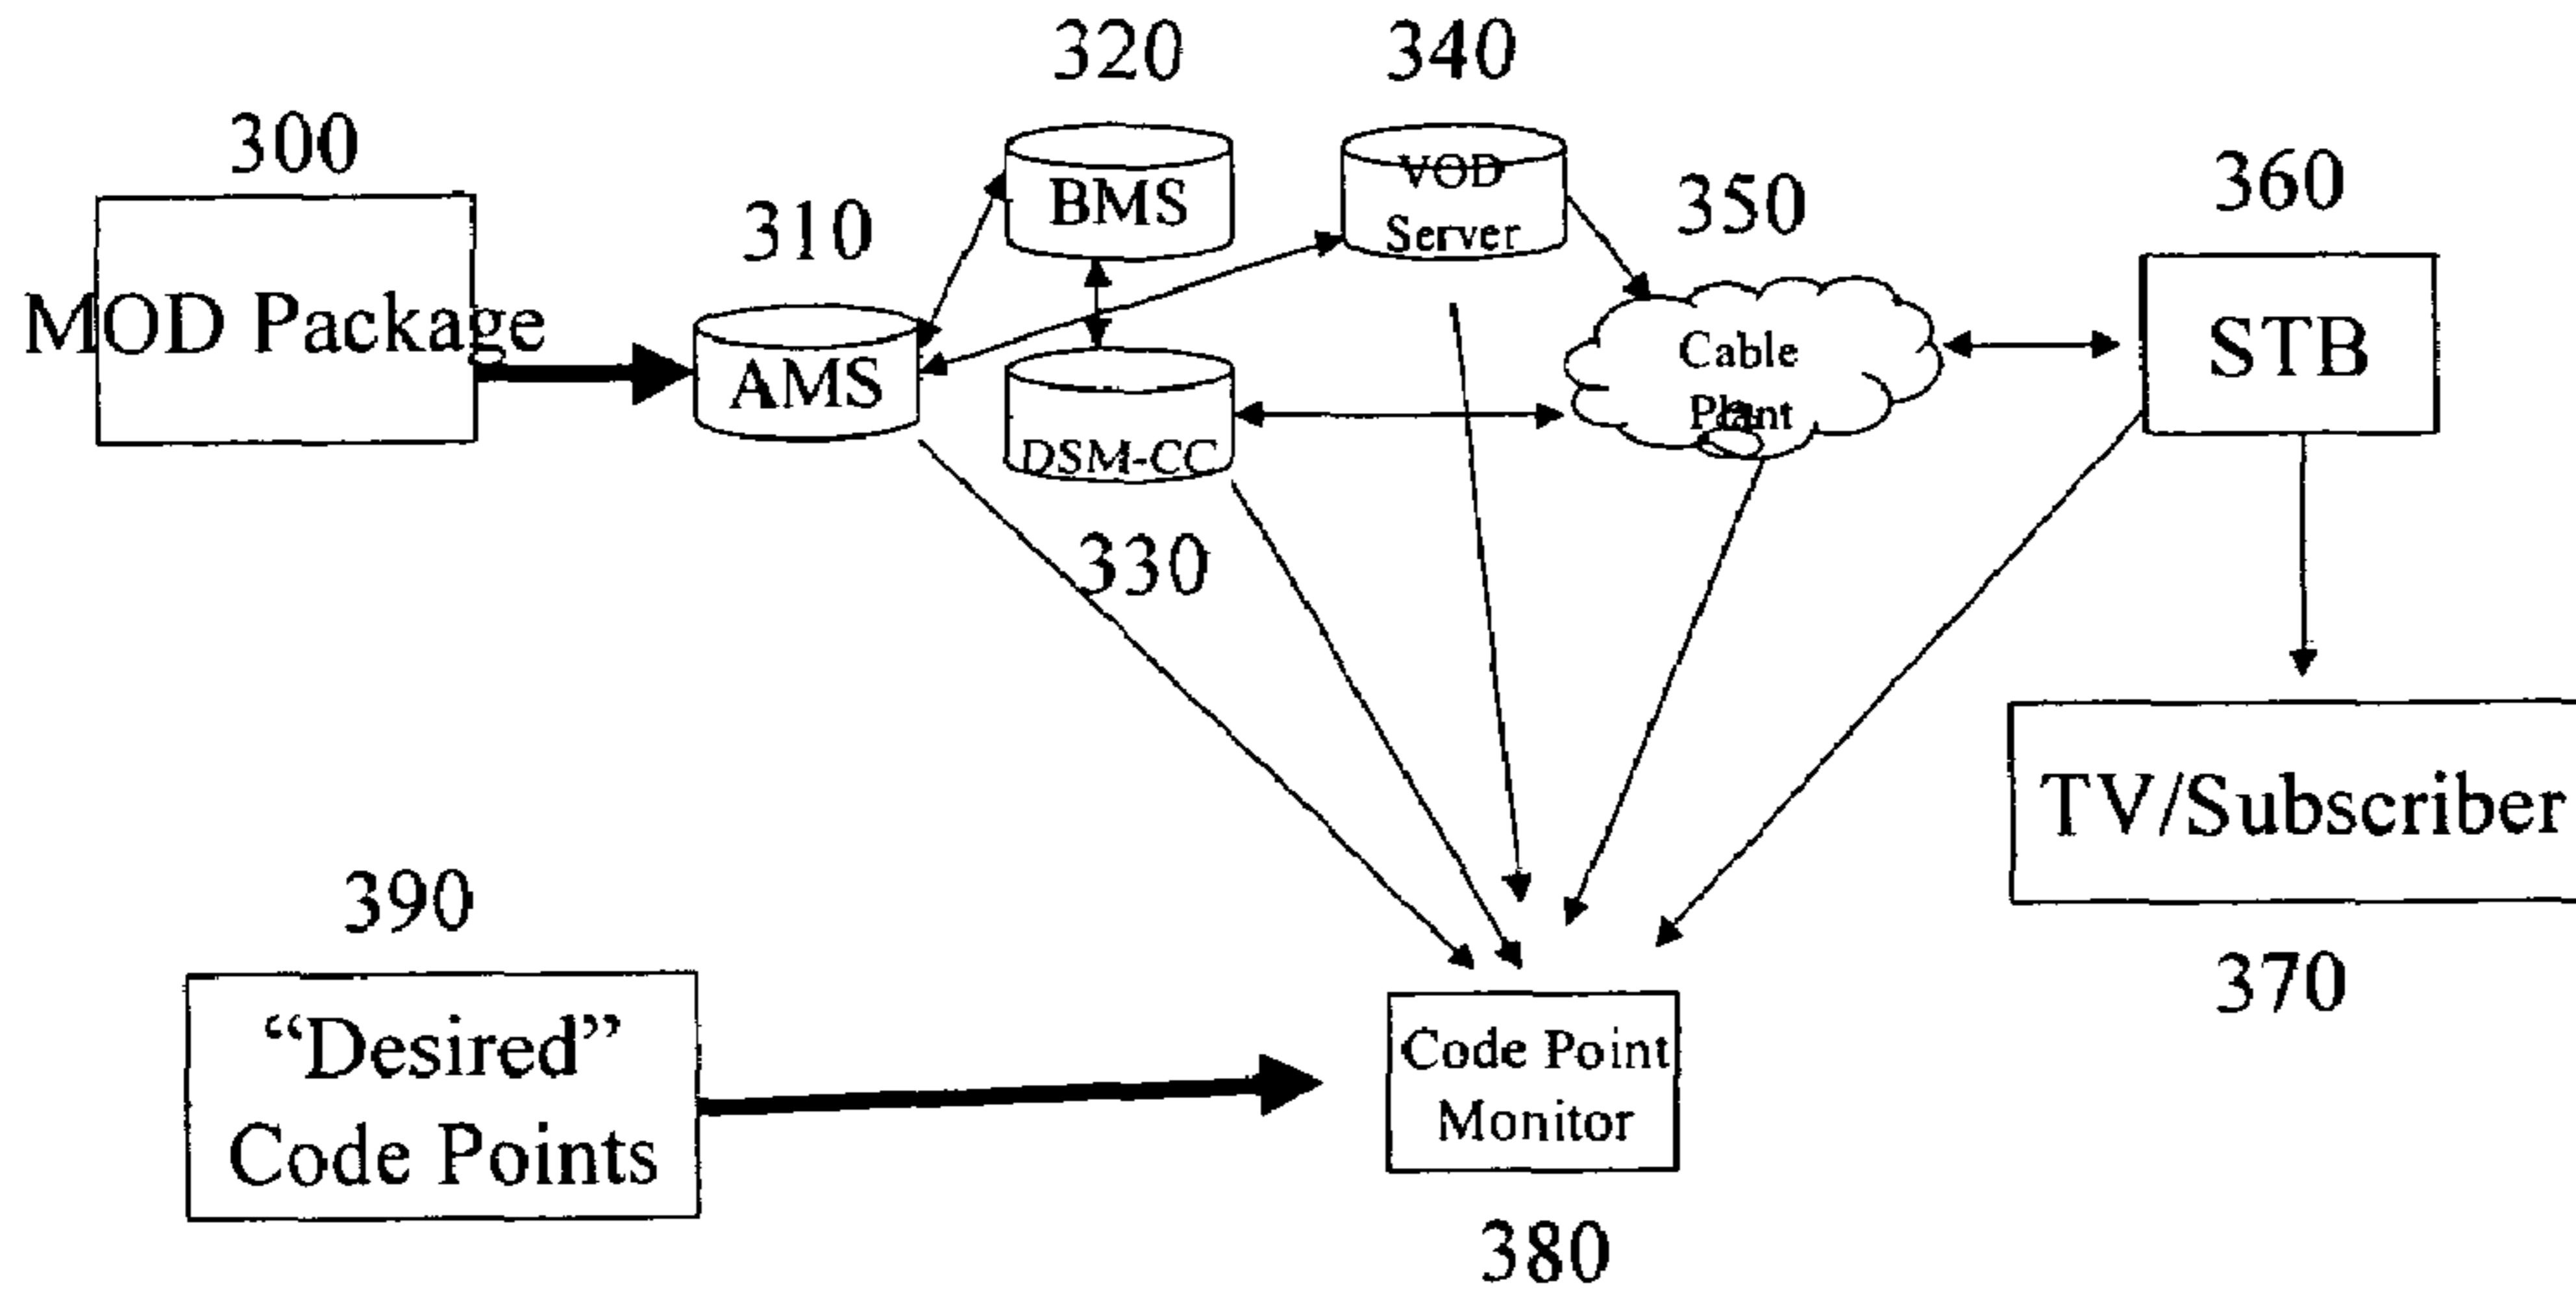 320
340
300
BMS
VOD
Server
350
360
310
MOD Package
AMS
DSM-CC
Cable
Plant
STB
330
TV/Subscriber
390
370
“Desired”
Code Points
Code Point
Monitor
380